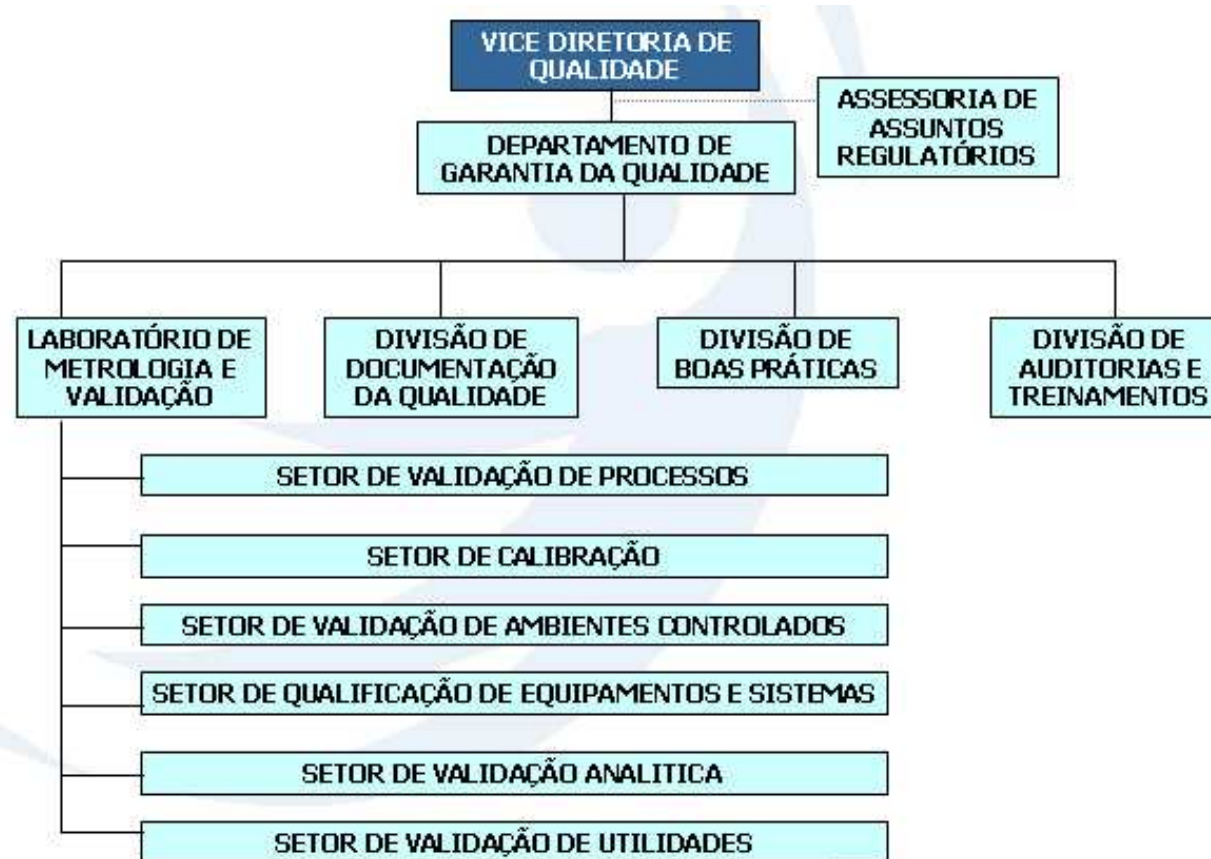 VICE DIRETORIA DE
QUALIDADE
ASSESSORIA DE
ASSUNTOS
REGULATÓRIOS
DEPARTAMENTO DE
GARANTIA DA QUALIDADE
LABORATÓRIO DE
METROLOGIA E
VALIDAÇÃO
DIVISÃO DE
DOCUMENTAÇÃO
DA QUALIDADE
DIVISÃO DE
BOAS PRÁTICAS
DIVISÃO DE
AUDITORIAS E
TREINAMENTOS
SETOR DE VALIDAÇÃO DE PROCESSOS
SETOR DE CALIBRAÇÃO
SETOR DE VALIDAÇÃO DE AMBIENTES CONTROLADOS
SETOR DE QUALIFICAÇÃO DE EQUIPAMENTOS E SISTEMAS
SETOR DE VALIDAÇÃO ANALITICA
SETOR DE VALIDAÇÃO DE UTILIDADES